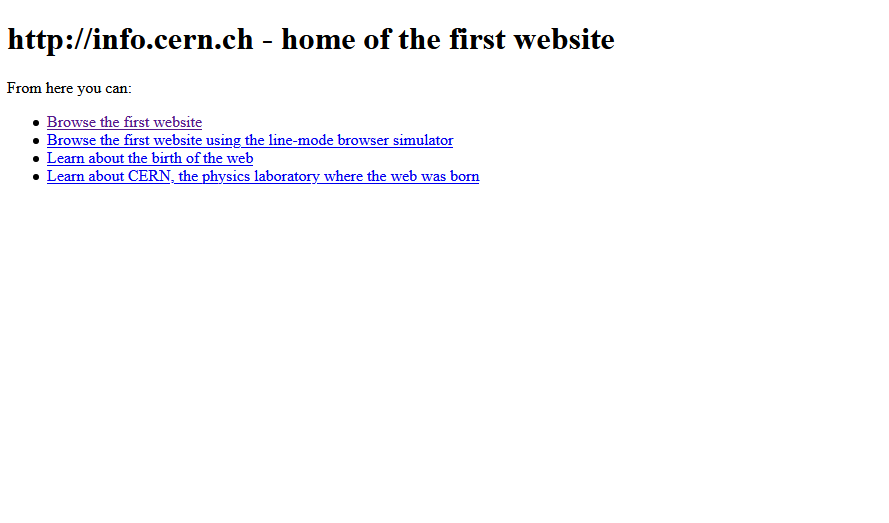 http://info.cern.ch - home of the first website
From here you can:
Browse the first website
Browse the first website using the line-mode browser simulator
Learn about the birth of the web
Learn about CERN, the physics laboratory where the web was born